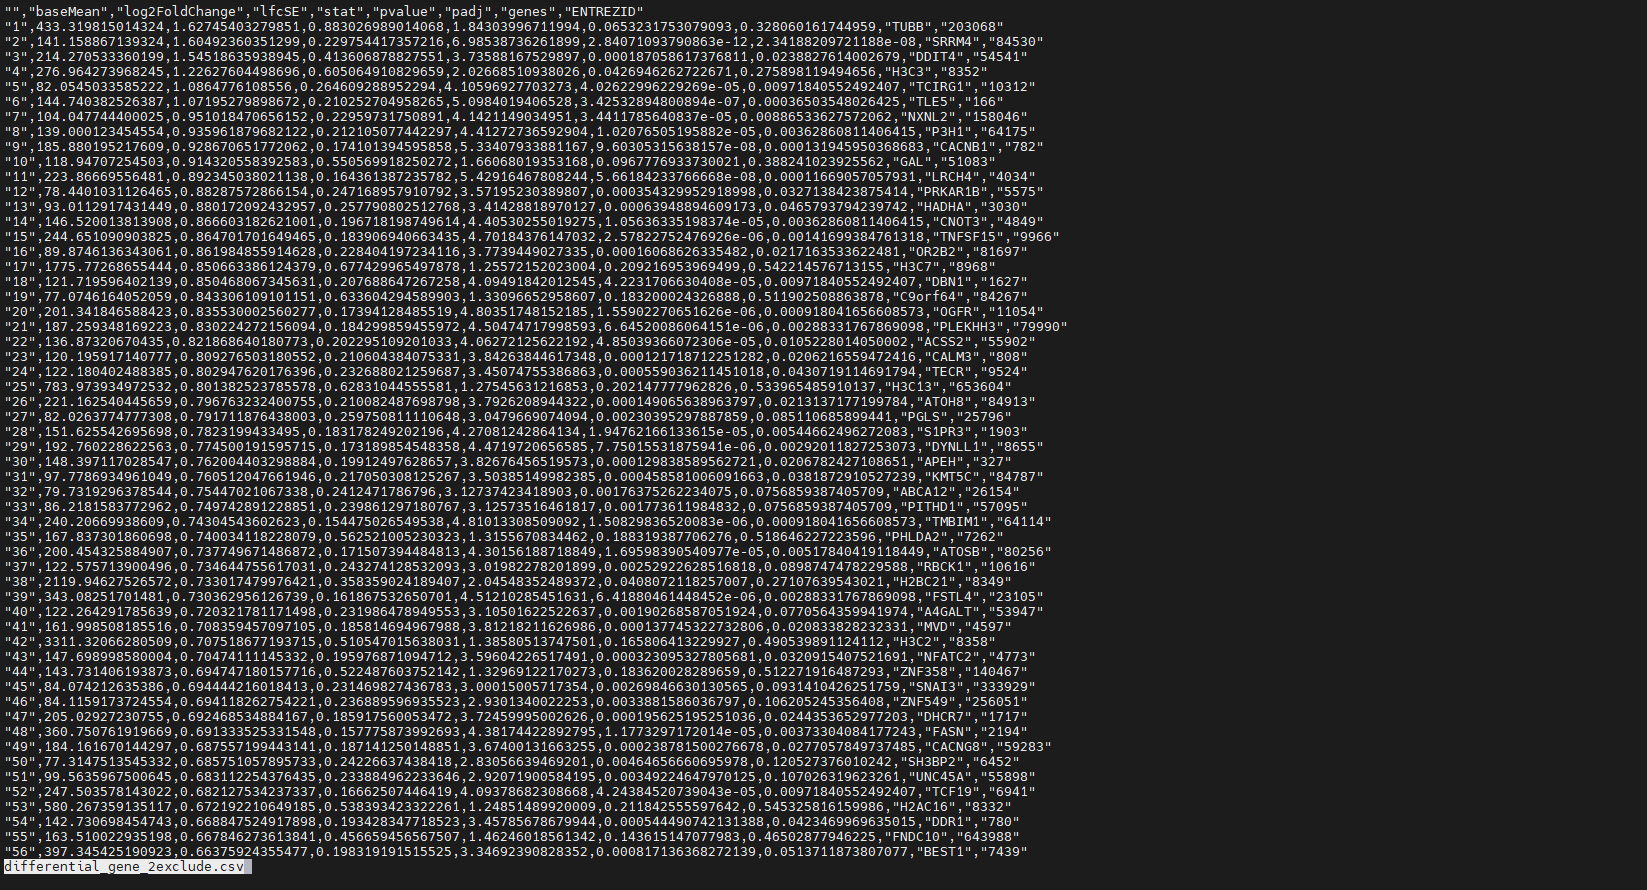 "","baseMean","log2FoldChange","lfcSE","stat","pvalue","padj","genes","ENTREZID"
"1",433.319815014324,1.62745403279851,0.883026989014068,1.84303996711994,0.0653231753079093,0.328060161744959,"TUBB","203068"
"2",141.158867139324,1.60492360351299,0.229754417357216,6.98538736261899,2.84071093790863e-12,2.34188209721188e-08,"SRRM4","84530"
"3",214.270533360199,1.54518635938945,0.413606878827551,3.73588167529897,0.000187058617376811,0.0238827614002679,"DDIT4","54541"
"4",276.964273968245,1.22627604498696,0.605064910829659,2.02668510938026,0.0426946262722671,0.275898119494656,"H3C3","8352"
"5",82.0545033585222,1.0864776108556,0.264609288952294,4.10596927703273,4.02622996229269e-05,0.00971840552492407,"TCIRG1","10312"
"6",144.740382526387,1.07195279898672,0.210252704958265,5.0984019406528,3.42532894800894e-07,0.00036503548026425,"TLE5","166"
"7",104.047744400025,0.951018470656152,0.22959731750891,4.1421149034951,3.4411785640837e-05,0.00886533627572062,"NXNL2","158046"
"8",139.000123454554,0.935961879682122,0.212105077442297,4.41272736592904,1.02076505195882e-05,0.00362860811406415,"P3H1","64175"
"9",185.880195217609,0.928670651772062,0.174101394595858,5.33407933881167,9.60305315638157e-08,0.000131945950368683,"CACNB1","782"
"10",118.94707254503,0.914320558392583,0.550569918250272,1.66068019353168,0.0967776933730021,0.388241023925562,"GAL","51083"
"11",223.86669556481,0.892345038021138,0.164361387235782,5.42916467808244,5.66184233766668e-08,0.00011669057057931,"LRCH4","4034"
"12",78.4401031126465,0.88287572866154,0.247168957910792,3.57195230389807,0.000354329952918998,0.0327138423875414,"PRKAR1B","5575"
"13",93.0112917431449,0.880172092432957,0.257790802512768,3.41428818970127,0.00063948894609173,0.0465793794239742,"HADHA","3030"
"14",146.520013813908,0.866603182621001,0.196718198749614,4.40530255019275,1.05636335198374e-05,0.00362860811406415,"CNOT3","4849"
"15",244.651090903825,0.864701701649465,0.183906940663435,4.70184376147032,2.57822752476926e-06,0.00141699384761318,"TNFSF15","9966"
"16",89.8746136343061,0.861984855914628,0.228404197234116,3.7739449027335,0.00016068626335482,0.0217163533622481,"OR2B2","81697"
"17",1775.77268655444,0.850663386124379,0.677429965497878,1.25572152023004,0.209216953969499,0.542214576713155,"H3C7","8968"
"18",121.719596402139,0.850468067345631,0.207688647267258,4.09491842012545,4.2231706630408e-05,0.00971840552492407,"DBN1","1627"
"19",77.0746164052059,0.843306109101151,0.633604294589903,1.33096652958607,0.183200024326888,0.511902508863878,"C9orf64","84267"
"20",201.341846588423,0.835530002560277,0.17394128485519,4.80351748152185,1.55902270651626e-06,0.000918041656608573,"OGFR","11054"
"21",187.259348169223,0.830224272156094,0.184299859455972,4.50474717998593,6.64520086064151e-06,0.00288331767869098,"PLEKHH3","79990"
"22",136.87320670435,0.821868640180773,0.202295109201033,4.06272125622192,4.85039366072306e-05,0.0105228014050002,"ACSS2","55902"
"23",120.195917140777,0.809276503180552,0.210604384075331,3.84263844617348,0.000121718712251282,0.0206216559472416,"CALM3","808"
"24",122.180402488385,0.802947620176396,0.232688021259687,3.45074755386863,0.000559036211451018,0.0430719114691794,"TECR","9524"
"25",783.973934972532,0.801382523785578,0.62831044555581,1.27545631216853,0.202147777962826,0.533965485910137,"H3C13","653604"
"26",221.162540445659,0.796763232400755,0.210082487698798,3.7926208944322,0.000149065638963797,0.0213137177199784,"ATOH8","84913"
"27",82.0263774777308,0.791711876438003,0.259750811110648,3.0479669074094,0.00230395297887859,0.085110685899441,"PGLS","25796"
"28",151.625542695698,0.7823199433495,0.183178249202196,4.27081242864134,1.94762166133615e-05,0.00544662496272083,"S1PR3","1903"
"29",192.760228622563,0.774500191595715,0.173189854548358,4.4719720656585,7.75015531875941e-06,0.00292011827253073,"DYNLL1","8655"
"30",148.397117028547,0.762004403298884,0.19912497628657,3.82676456519573,0.000129838589562721,0.0206782427108651,"APEH","327"
"31",97.7786934961049,0.760512047661946,0.217050308125267,3.50385149982385,0.000458581006091663,0.0381872910527239,"KMT5C","84787"
"32",79.7319296378544,0.75447021067338,0.2412471786796,3.12737423418903,0.00176375262234075,0.0756859387405709,"ABCA12","26154"
"33",86.2181583772962,0.749742891228851,0.239861297180767,3.12573516461817,0.001773611984832,0.0756859387405709,"PITHD1","57095"
"34",240.20669938609,0.74304543602623,0.154475026549538,4.81013308509092,1.50829836520083e-06,0.000918041656608573,"TMBIM1","64114"
"35",167.837301860698,0.740034118228079,0.562521005230323,1.3155670834462,0.188319387706276,0.518646227223596,"PHLDA2","7262"
"36",200.454325884907,0.737749671486872,0.171507394484813,4.30156188718849,1.69598390540977e-05,0.00517840419118449,"ATOSB","80256"
"37",122.575713900496,0.734644755617031,0.243274128532093,3.01982278201899,0.00252922628516818,0.0898747478229588,"RBCK1","10616"
"38",2119.94627526572,0.733017479976421,0.358359024189407,2.04548352489372,0.0408072118257007,0.27107639543021,"H2BC21","8349"
"39",343.08251701481,0.730362956126739,0.161867532650701,4.51210285451631,6.41880461448452e-06,0.00288331767869098,"FSTL4","23105"
"40",122.264291785639,0.720321781171498,0.231986478949553,3.10501622522637,0.00190268587051924,0.0770564359941974,"A4GALT","53947"
"41",161.998508185516,0.708359457097105,0.185814694967988,3.81218211626986,0.000137745322732806,0.020833828232331,"MVD","4597"
"42",3311.32066280509,0.707518677193715,0.510547015638031,1.38580513747501,0.165806413229927,0.490539891124112,"H3C2","8358"
"43",147.698998580004,0.70474111145332,0.195976871094712,3.59604226517491,0.000323095327805681,0.0320915407521691,"NFATC2","4773"
"44",143.731406193873,0.694747180157716,0.522487603752142,1.32969122170273,0.183620028289659,0.512271916487293,"ZNF358","140467"
"45",84.074212635386,0.694444216018413,0.231469827436783,3.00015005717354,0.00269846630130565,0.0931410426251759,"SNAI3","333929"
"46",84.1159173724554,0.694118262754221,0.236889596935523,2.9301340022253,0.0033881586036797,0.106205245356408,"ZNF549","256051"
"47",205.02927230755,0.692468534884167,0.185917560053472,3.72459995002626,0.000195625195251036,0.0244353652977203,"DHCR7","1717"
"48",360.750761919669,0.691333525331548,0.157775873992693,4.38174422892795,1.1773297172014e-05,0.00373304084177243,"FASN","2194"
"49",184.161670144297,0.687557199443141,0.187141250148851,3.67400131663255,0.000238781500276678,0.0277057849737485,"CACNG8","59283"
"50",77.3147513545332,0.685751057895733,0.24226637438418,2.83056639469201,0.00464656660695978,0.120527376010242,"SH3BP2","6452"
"51",99.5635967500645,0.683112254376435,0.233884962233646,2.92071900584195,0.00349224647970125,0.107026319623261,"UNC45A","55898"
"52",247.503578143022,0.682127534237337,0.16662507446419,4.09378682308668,4.24384520739043e-05,0.00971840552492407,"TCF19","6941"
"53",580.267359135117,0.672192210649185,0.538393423322261,1.24851489920009,0.211842555597642,0.545325816159986,"H2AC16","8332"
"54",142.730698454743,0.668847524917898,0.193428347718523,3.45785678679944,0.000544490742131388,0.0423469969635015,"DDR1","780"
"55",163.510022935198,0.667846273613841,0.456659456567507,1.46246018561342,0.143615147077983,0.46502877946225,"FNDC10","643988"
"56",397.345425190923,0.66375924355477,0.198319191515525,3.34692390828352,0.000817136368272139,0.0513711873807077,"BEST1","7439"
differential_gene_2exclude.csv